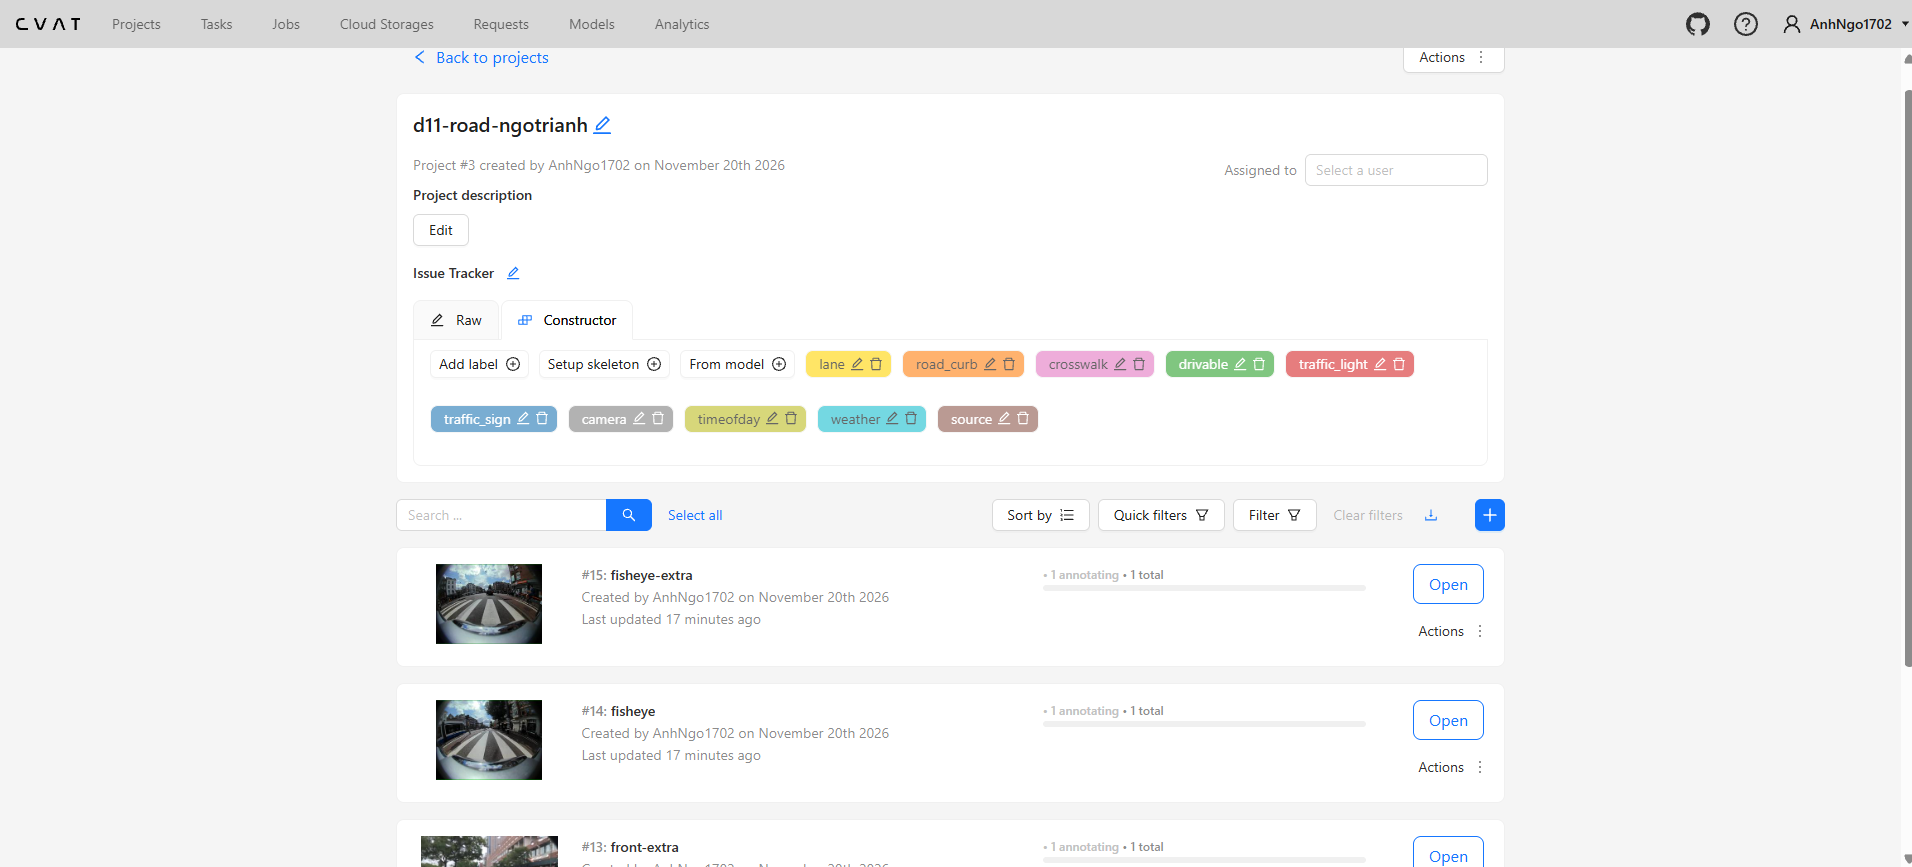 CVAT Projects Tasks Jobs Cloud Storages Requests Models Analytics AnhNgo1702
Back to projects Actions
d11-road-ngotrianh
Project #3 created by AnhNgo1702 on November 20th 2026
Assigned to Select a user
Project description
Edit
Issue Tracker
Raw Constructor
Add label Setup skeleton From model lane road_curb crosswalk drivable traffic_light
traffic_sign camera timeofday weather source
Search ... Select all Sort by Quick filters Filter Clear filters
#15: fisheye-extra • 1 annotating • 1 total Open
Created by AnhNgo1702 on November 20th 2026
Last updated 17 minutes ago Actions
#14: fisheye • 1 annotating • 1 total Open
Created by AnhNgo1702 on November 20th 2026
Last updated 17 minutes ago Actions
#13: front-extra • 1 annotating • 1 total Open